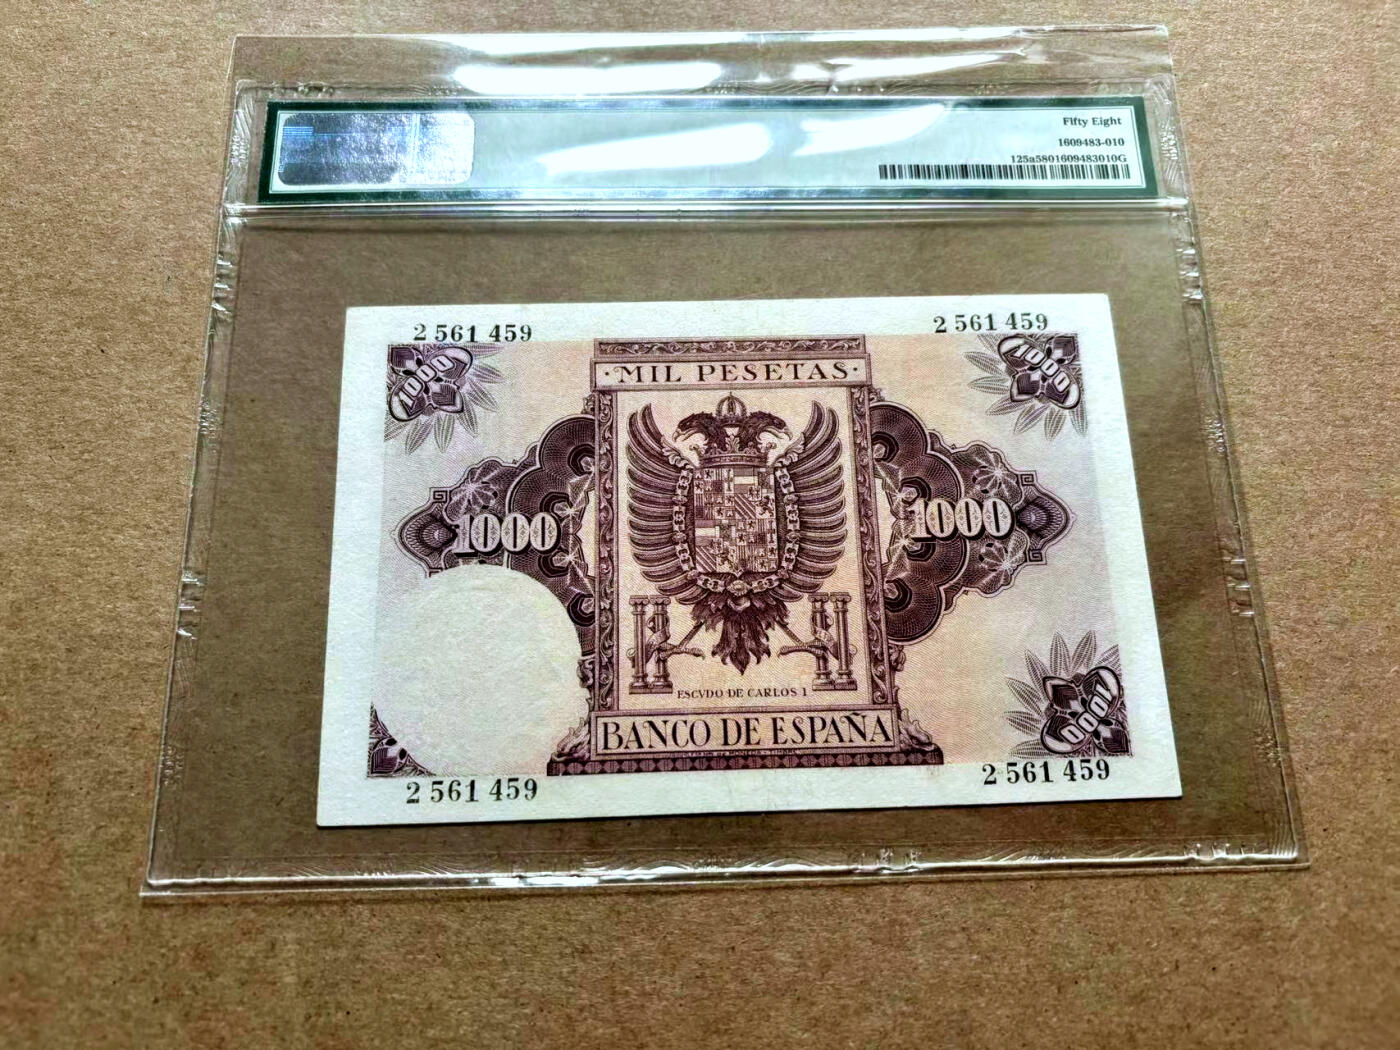 Fifty Eight
1609483-010
125a5801609483010G
2 561 459 2 561 459
1000 1000
·MIL PESETAS·
1000 1000
ESCVDO DE CARLOS 1
1000
BANCO DE ESPAÑA
2 561 459 2 561 459